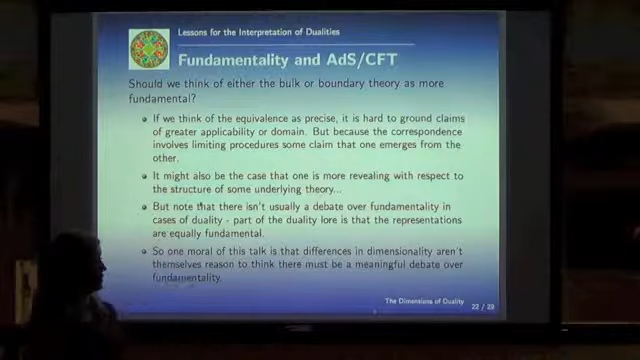 Lessons for the Interpretation of Dualities
Fundamentality and AdS/CFT
Should we think of either the bulk or boundary theory as more
fundamental?
If we think of the equivalence as precise, it is hard to ground claims
of greater applicability or domain. But because the correspondence
involves limiting procedures some claim that one emerges from the
other.
It might also be the case that one is more revealing with respect to
the structure of some underlying theory...
But note that there isn't usually a debate over fundamentality in
cases of duality - part of the duality lore is that the representations
are equally fundamental.
So one moral of this talk is that differences in dimensionality aren't
themselves reason to think there must be a meaningful debate over
fundamentality.
The Dimensions of Duality
22 / 23